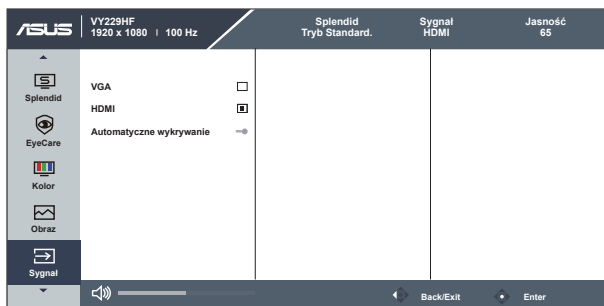 ASUS
VY229HF
1920 x 1080 | 100 Hz
Splendid
Tryb Standard.
Sygnał
HDMI
Jasność
65
Splendid
EyeCare
Kolor
Obraz
Sygnał
VGA
HDMI
Automatyczne wykrywanie
Back/Exit
Enter